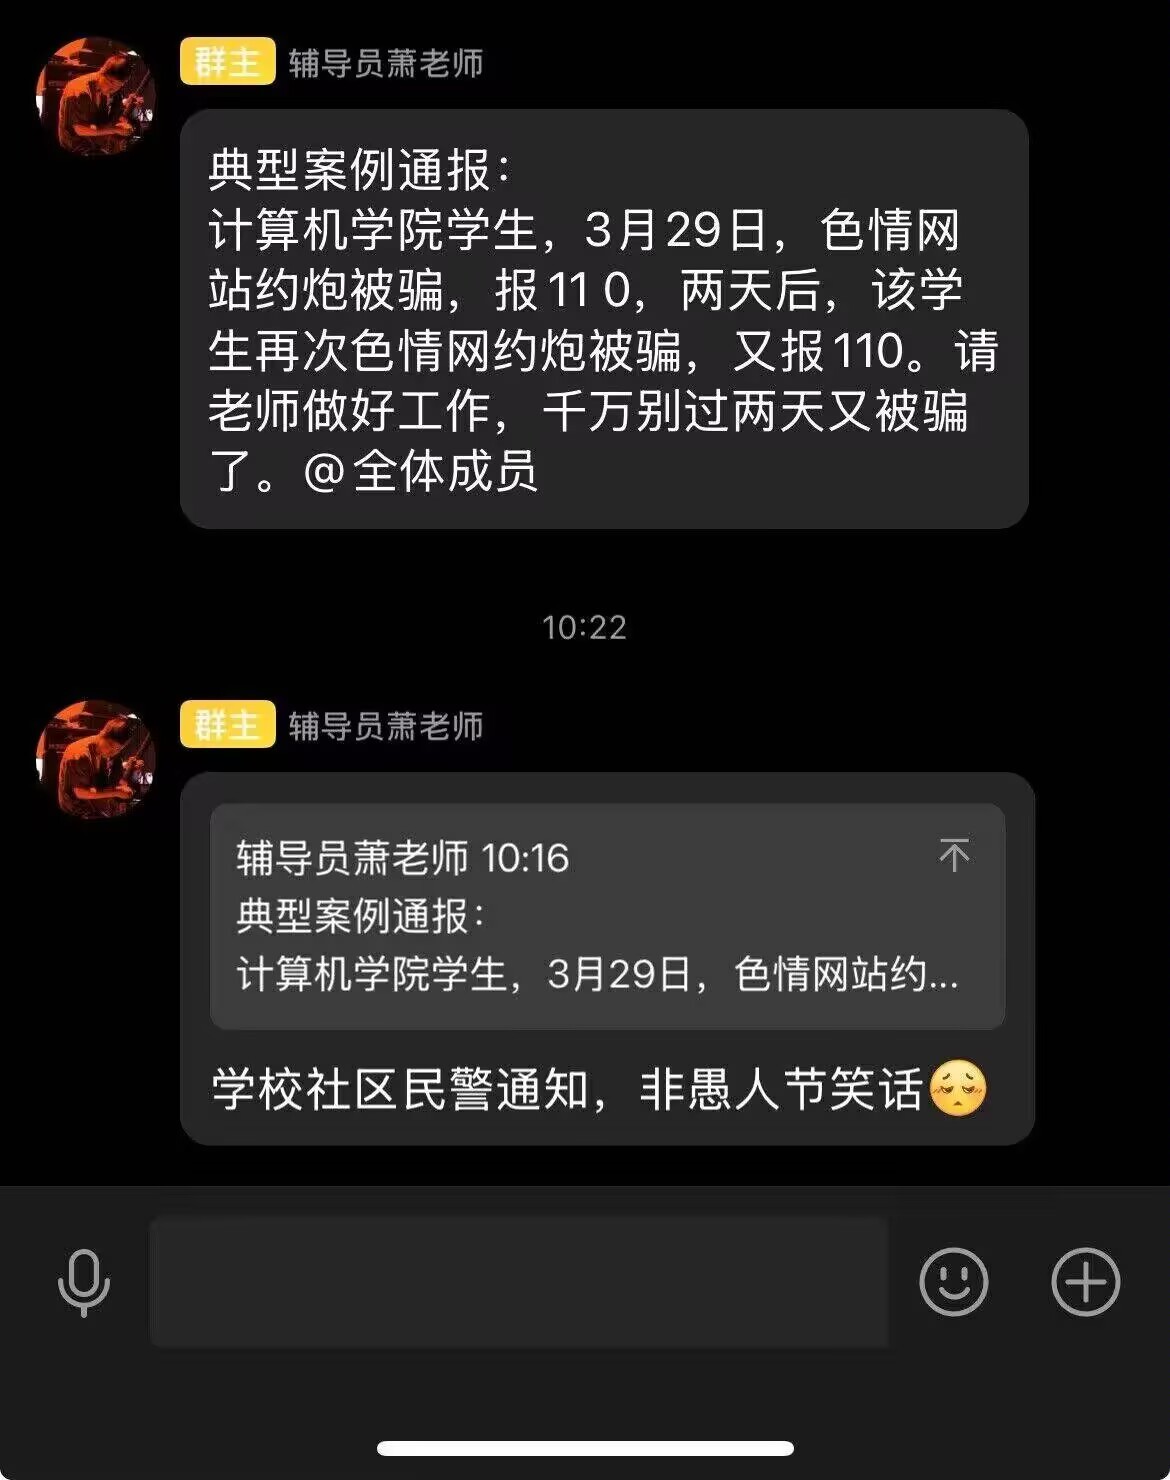 群主 辅导员萧老师
典型案例通报：
计算机学院学生，3月29日，色情网
站约炮被骗，报11 0，两天后，该学
生再次色情网约炮被骗，又报110。请
老师做好工作，千万别过两天又被骗
了。@全体成员
10:22
群主 辅导员萧老师
辅导员萧老师 10:16
典型案例通报：
计算机学院学生，3月29日，色情网站约...
学校社区民警通知，非愚人节笑话